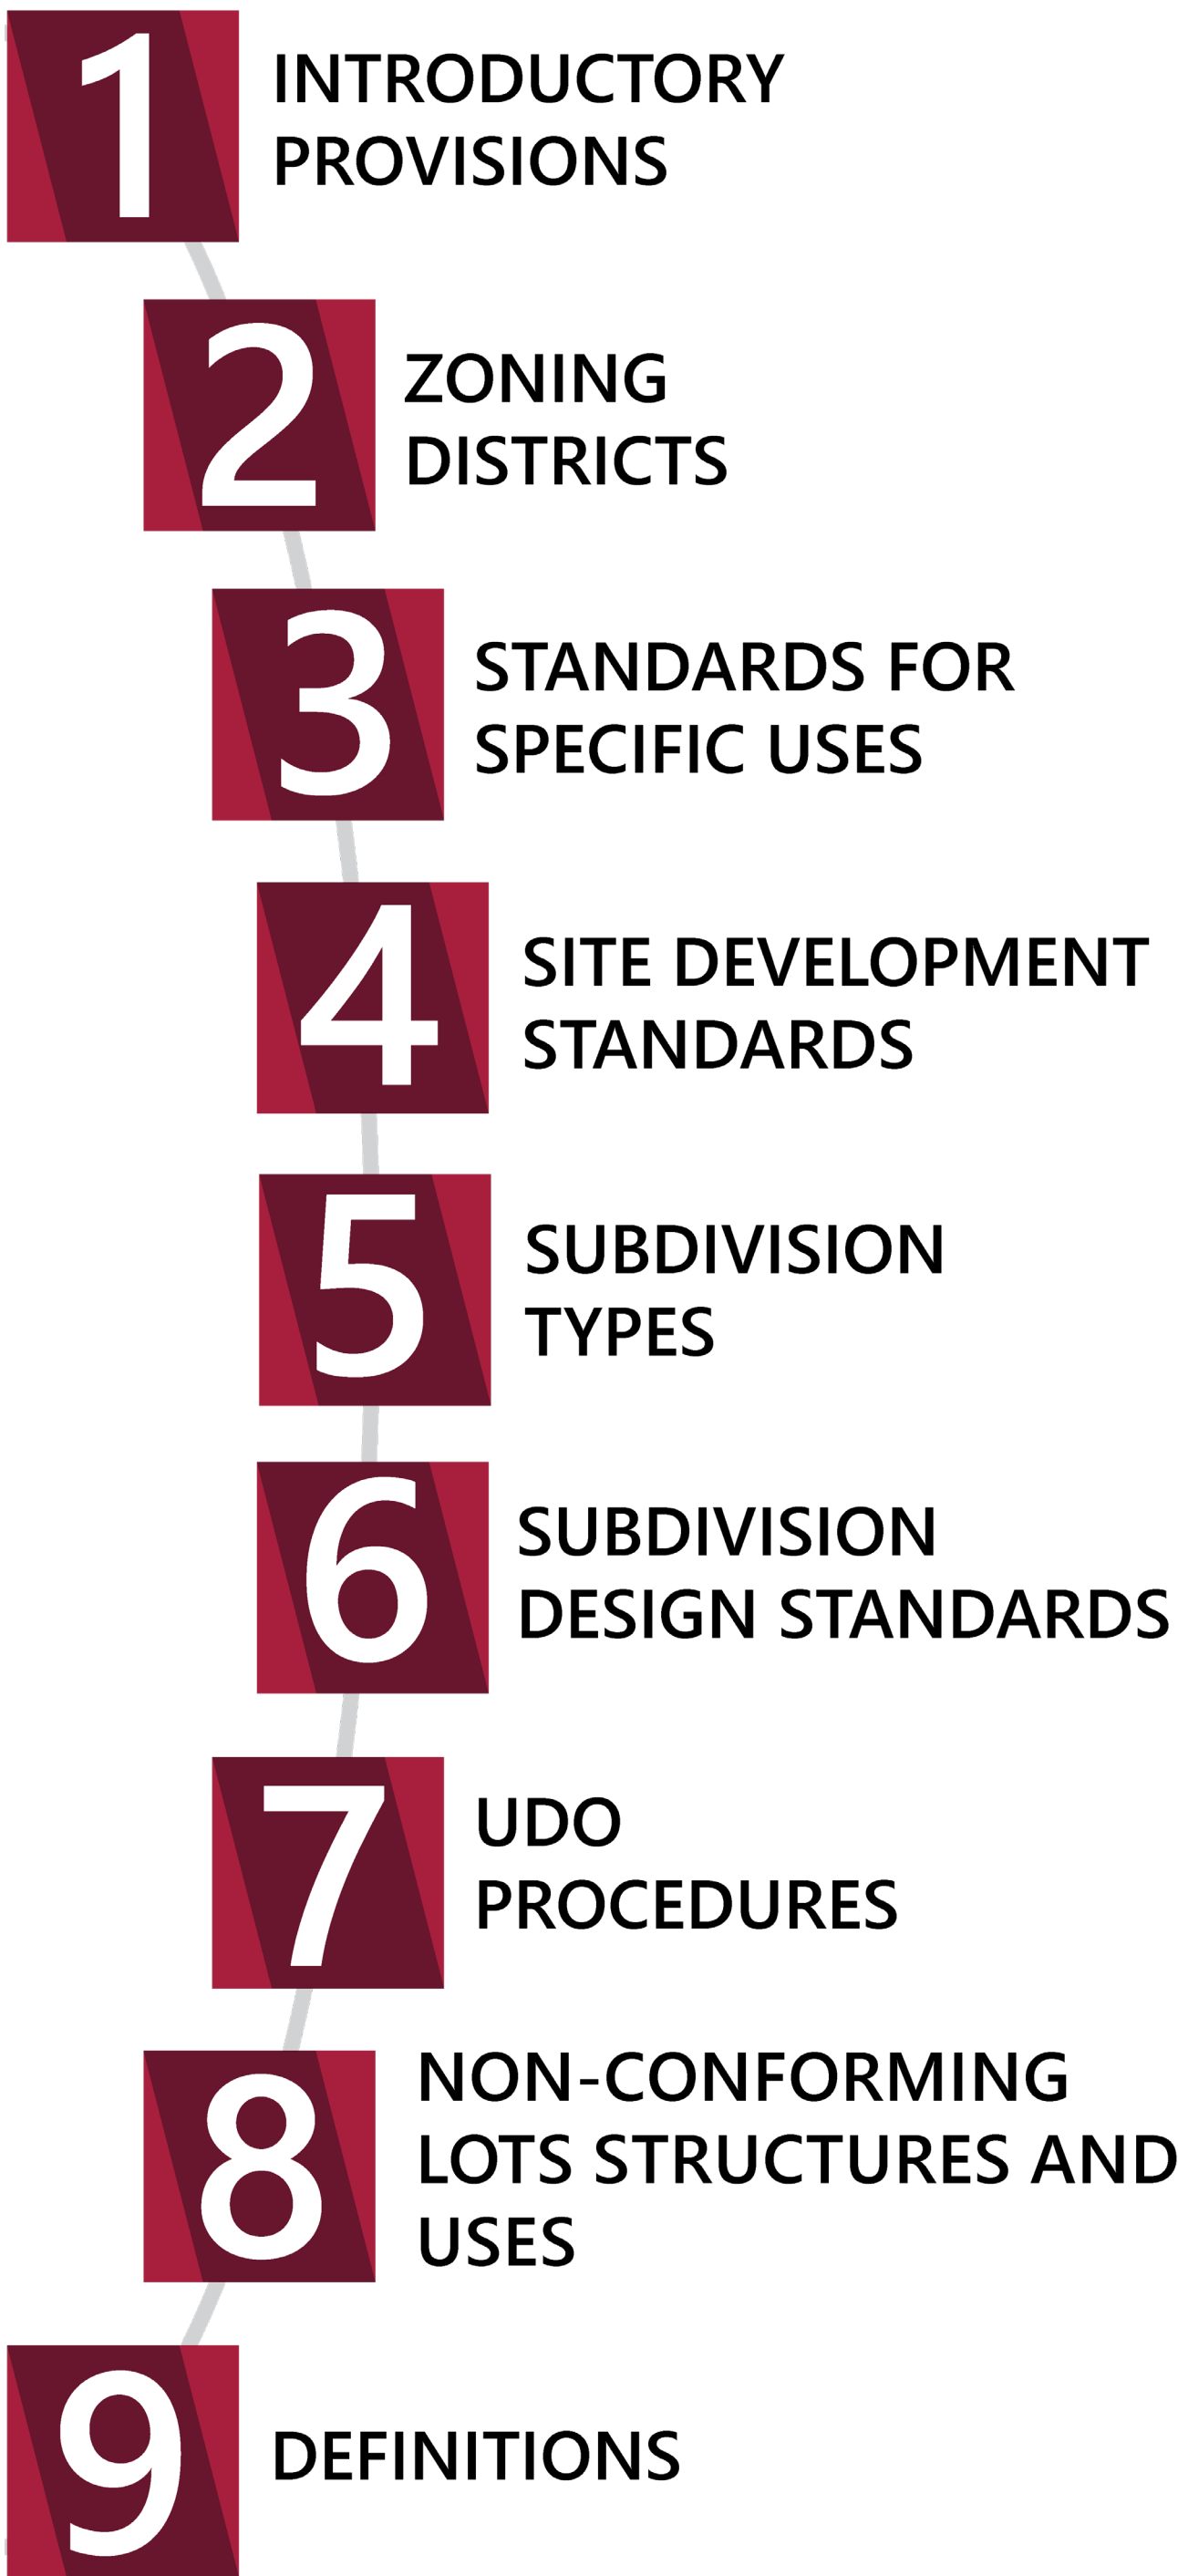 1
INTRODUCTORY
PROVISIONS
2
ZONING
DISTRICTS
3
STANDARDS FOR
SPECIFIC USES
4
SITE DEVELOPMENT
STANDARDS
5
SUBDIVISION
TYPES
6
SUBDIVISION
DESIGN STANDARDS
7
UDO
PROCEDURES
8
NON-CONFORMING
LOTS STRUCTURES AND
USES
9
DEFINITIONS